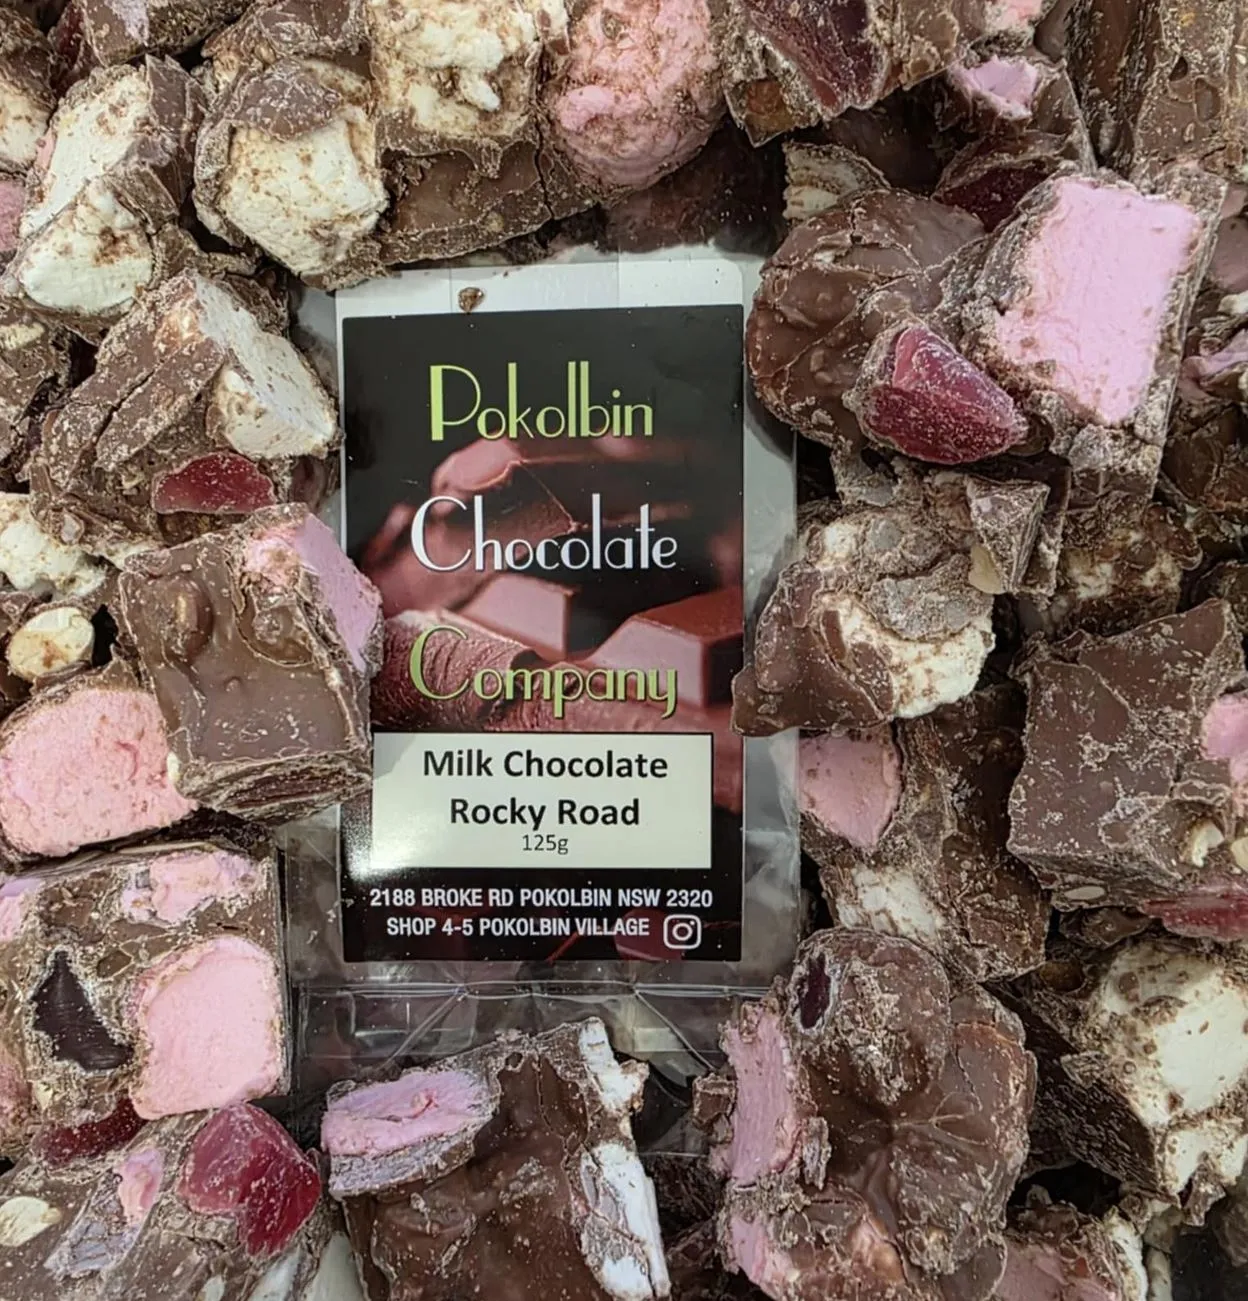 Pokolbin
Chocolate
Company
Milk Chocolate
Rocky Road
125g
2188 BROKE RD POKOLBIN NSW 2320
SHOP 4-5 POKOLBIN VILLAGE